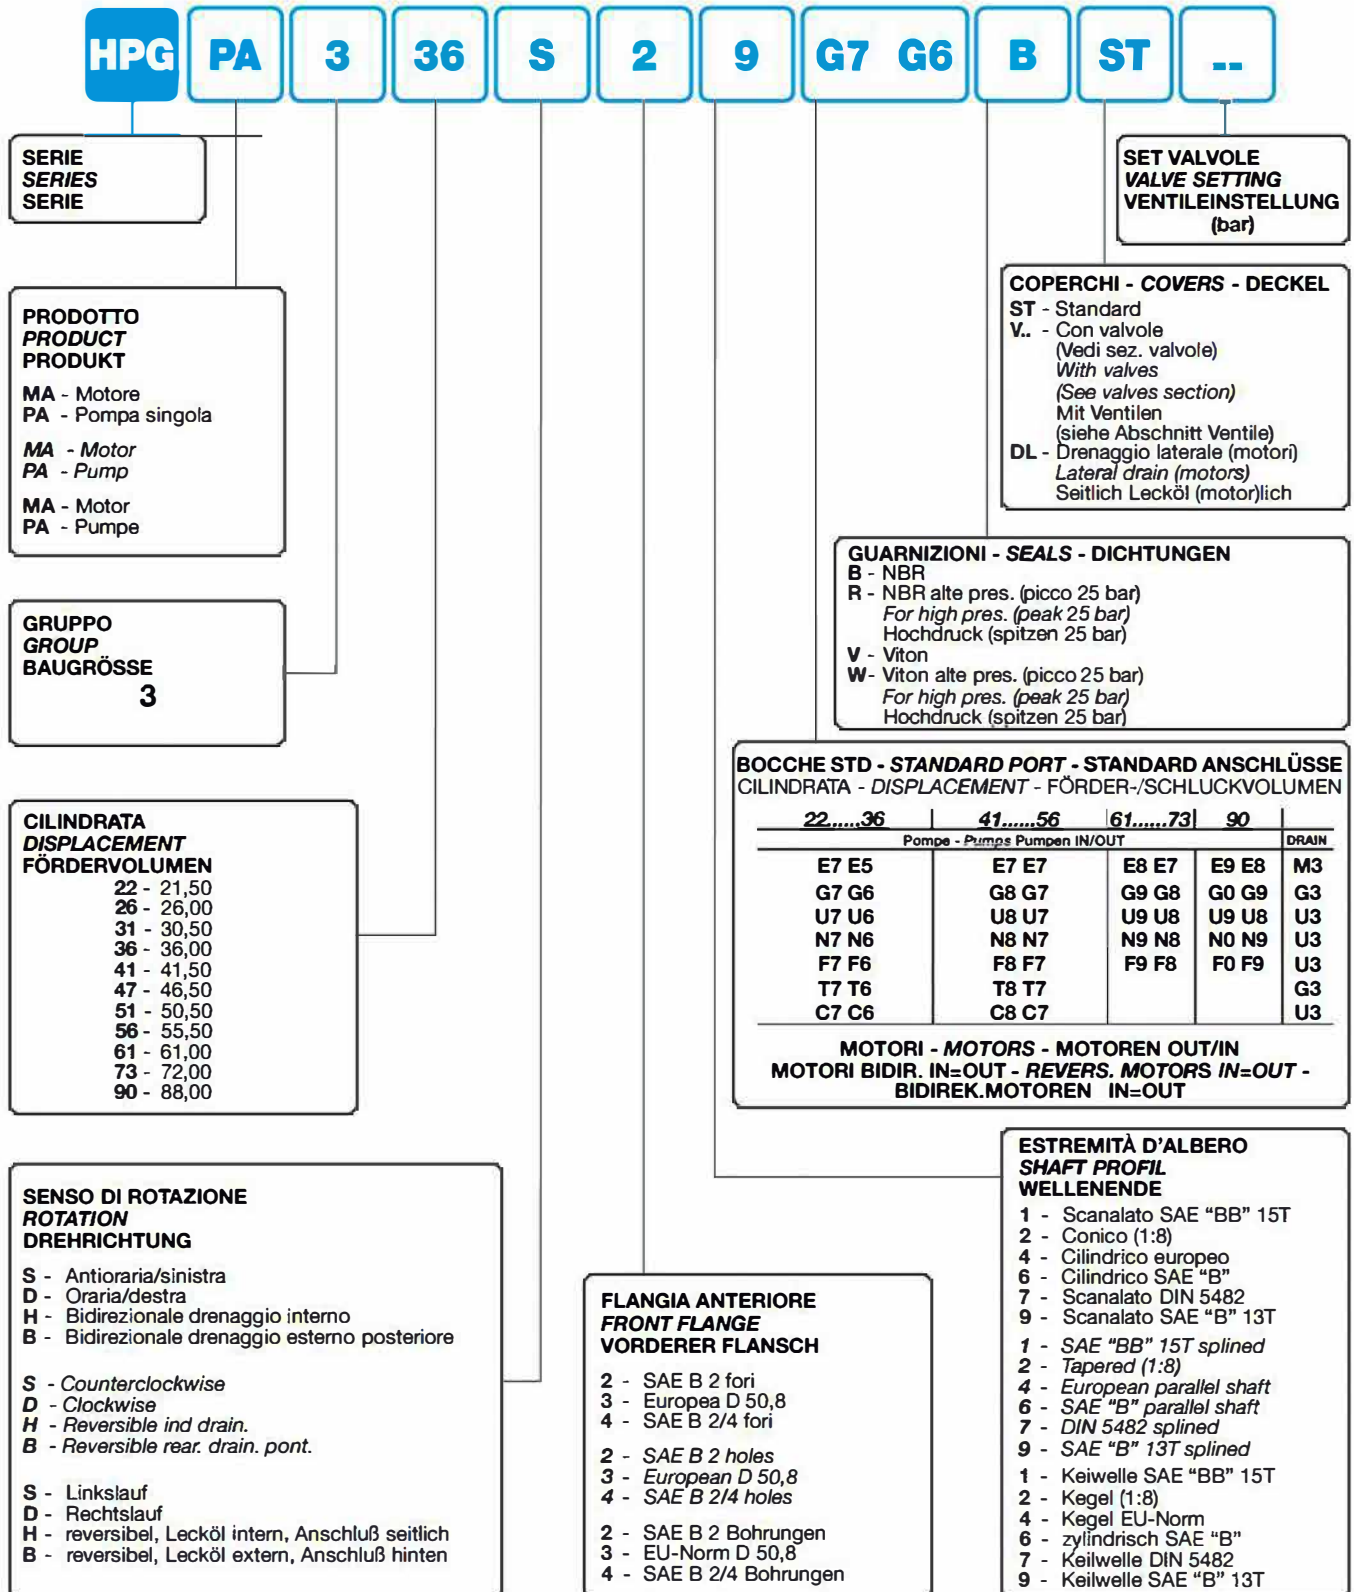 HPG PA 3 36 S 2 9 G7 G6 B ST --
SERIE
SERIES
SERIE
SET VALVOLE
VALVE SETTING
VENTILEINSTELLUNG
(bar)
PRODOTTO
PRODUCT
PRODUKT
MA - Motore
PA - Pompa singola
MA - Motor
PA - Pump
MA - Motor
PA - Pumpe
COPERCHI - COVERS - DECKEL
ST - Standard
V.. - Con valvole
(Vedi sez. valvole)
With valves
(See valves section)
Mit Ventilen
(siehe Abschnitt Ventile)
DL - Drenaggio laterale (motori)
Lateral drain (motors)
Seitlich Lecköl (motor)lich
GUARNIZIONI - SEALS - DICHTUNGEN
B - NBR
R - NBR alte pres. (picco 25 bar)
For high pres. (peak 25 bar)
Hochdruck (spitzen 25 bar)
V - Viton
W- Viton alte pres. (picco 25 bar)
For high pres. (peak 25 bar)
Hochdruck (spitzen 25 bar)
GRUPPO
GROUP
BAUGRÖSSE
3
BOCCHE STD - STANDARD PORT - STANDARD ANSCHLÜSSE
CILINDRATA - DISPLACEMENT - FÖRDER-/SCHLUCKVOLUMEN
22......36 41......56 61......73 90
Pompe - Pumps Pumpen IN/OUT DRAIN
E7 E5 E7 E7 E8 E7 E9 E8 M3
G7 G6 G8 G7 G9 G8 G0 G9 G3
U7 U6 U8 U7 U9 U8 U9 U8 U3
N7 N6 N8 N7 N9 N8 N0 N9 U3
F7 F6 F8 F7 F9 F8 F0 F9 U3
T7 T6 T8 T7 G3
C7 C6 C8 C7 U3
MOTORI - MOTORS - MOTOREN OUT/IN
MOTORI BIDIR. IN=OUT - REVERS. MOTORS IN=OUT -
BIDIREK.MOTOREN IN=OUT
CILINDRATA
DISPLACEMENT
FÖRDERVOLUMEN
22 - 21,50
26 - 26,00
31 - 30,50
36 - 36,00
41 - 41,50
47 - 46,50
51 - 50,50
56 - 55,50
61 - 61,00
73 - 72,00
90 - 88,00
SENSO DI ROTAZIONE
ROTATION
DREHRICHTUNG
S - Antioraria/sinistra
D - Oraria/destra
H - Bidirezionale drenaggio interno
B - Bidirezionale drenaggio esterno posteriore
S - Counterclockwise
D - Clockwise
H - Reversible ind drain.
B - Reversible rear. drain. pont.
S - Linkslauf
D - Rechtslauf
H - reversibel, Lecköl intern, Anschluß seitlich
B - reversibel, Lecköl extern, Anschluß hinten
FLANGIA ANTERIORE
FRONT FLANGE
VORDERER FLANSCH
2 - SAE B 2 fori
3 - Europea D 50,8
4 - SAE B 2/4 fori
2 - SAE B 2 holes
3 - European D 50,8
4 - SAE B 2/4 holes
2 - SAE B 2 Bohrungen
3 - EU-Norm D 50,8
4 - SAE B 2/4 Bohrungen
ESTREMITÀ D'ALBERO
SHAFT PROFIL
WELLENENDE
1 - Scanalato SAE "BB" 15T
2 - Conico (1:8)
4 - Cilindrico europeo
6 - Cilindrico SAE "B"
7 - Scanalato DIN 5482
9 - Scanalato SAE "B" 13T
1 - SAE "BB" 15T splined
2 - Tapered (1:8)
4 - European parallel shaft
6 - SAE "B" parallel shaft
7 - DIN 5482 splined
9 - SAE "B" 13T splined
1 - Keiwelle SAE "BB" 15T
2 - Kegel (1:8)
4 - Kegel EU-Norm
6 - zylindrisch SAE "B"
7 - Keilwelle DIN 5482
9 - Keilwelle SAE "B" 13T